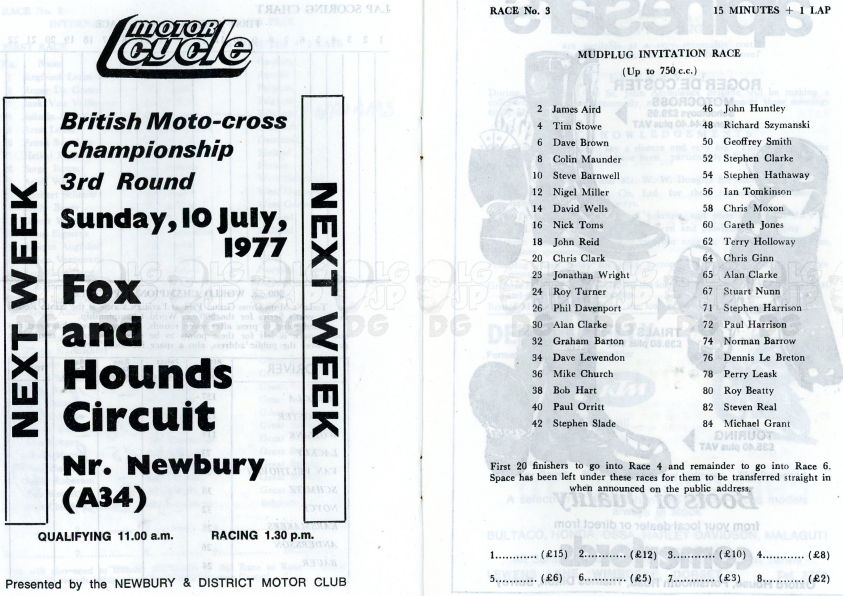 MOTOR
cycle
British Moto-cross
Championship
3rd Round
Sunday, 10 July,
1977
Fox
and
Hounds
Circuit
Nr. Newbury
(A34)
NEXT WEEK
NEXT WEEK
QUALIFYING 11.00 a.m. RACING 1.30 p.m.
Presented by the NEWBURY & DISTRICT MOTOR CLUB
RACE No. 3 15 MINUTES + 1 LAP
MUDPLUG INVITATION RACE
(Up to 750 c.c.)
2 James Aird
4 Tim Stowe
6 Dave Brown
8 Colin Maunder
10 Steve Barnwell
12 Nigel Miller
14 David Wells
16 Nick Toms
18 John Reid
20 Chris Clark
23 Jonathan Wright
24 Roy Turner
26 Phil Davenport
30 Alan Clarke
32 Graham Barton
34 Dave Lewendon
36 Mike Church
38 Bob Hart
40 Paul Orritt
42 Stephen Slade
46 John Huntley
48 Richard Szymanski
50 Geoffrey Smith
52 Stephen Clarke
54 Stephen Hathaway
56 Ian Tomkinson
58 Chris Moxon
60 Gareth Jones
62 Terry Holloway
64 Chris Ginn
65 Alan Clarke
67 Stuart Nunn
71 Stephen Harrison
72 Paul Harrison
74 Norman Barrow
76 Dennis Le Breton
78 Perry Leask
80 Roy Beatty
82 Steven Real
84 Michael Grant
First 20 finishers to go into Race 4 and remainder to go into Race 6.
Space has been left under these races for them to be transferred straight in
when announced on the public address.
1............ (£15) 2............ (£12) 3............ (£10) 4............ (£8)
5............ (£6) 6............ (£5) 7............ (£3) 8............ (£2)